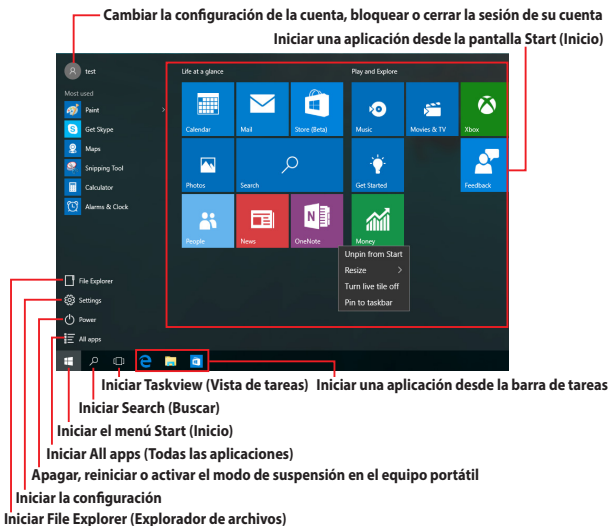 Cambiar la configuración de la cuenta, bloquear o cerrar la sesión de su cuenta
Iniciar una aplicación desde la pantalla Start (Inicio)
test
Life at a glance
Play and Explore
Most used
Paint
Get Skype
Maps
Snipping Tool
Calculator
Alarms & Clock
Calendar
Mail
Store (Beta)
Music
Movies & TV
Xbox
Photos
Search
Get Started
Feedback
People
News
OneNote
Money
Unpin from Start
Resize
Turn live tile off
Pin to taskbar
File Explorer
Settings
Power
All apps
Iniciar Taskview (Vista de tareas)
Iniciar una aplicación desde la barra de tareas
Iniciar Search (Buscar)
Iniciar el menú Start (Inicio)
Iniciar All apps (Todas las aplicaciones)
Apagar, reiniciar o activar el modo de suspensión en el equipo portátil
Iniciar la configuración
Iniciar File Explorer (Explorador de archivos)